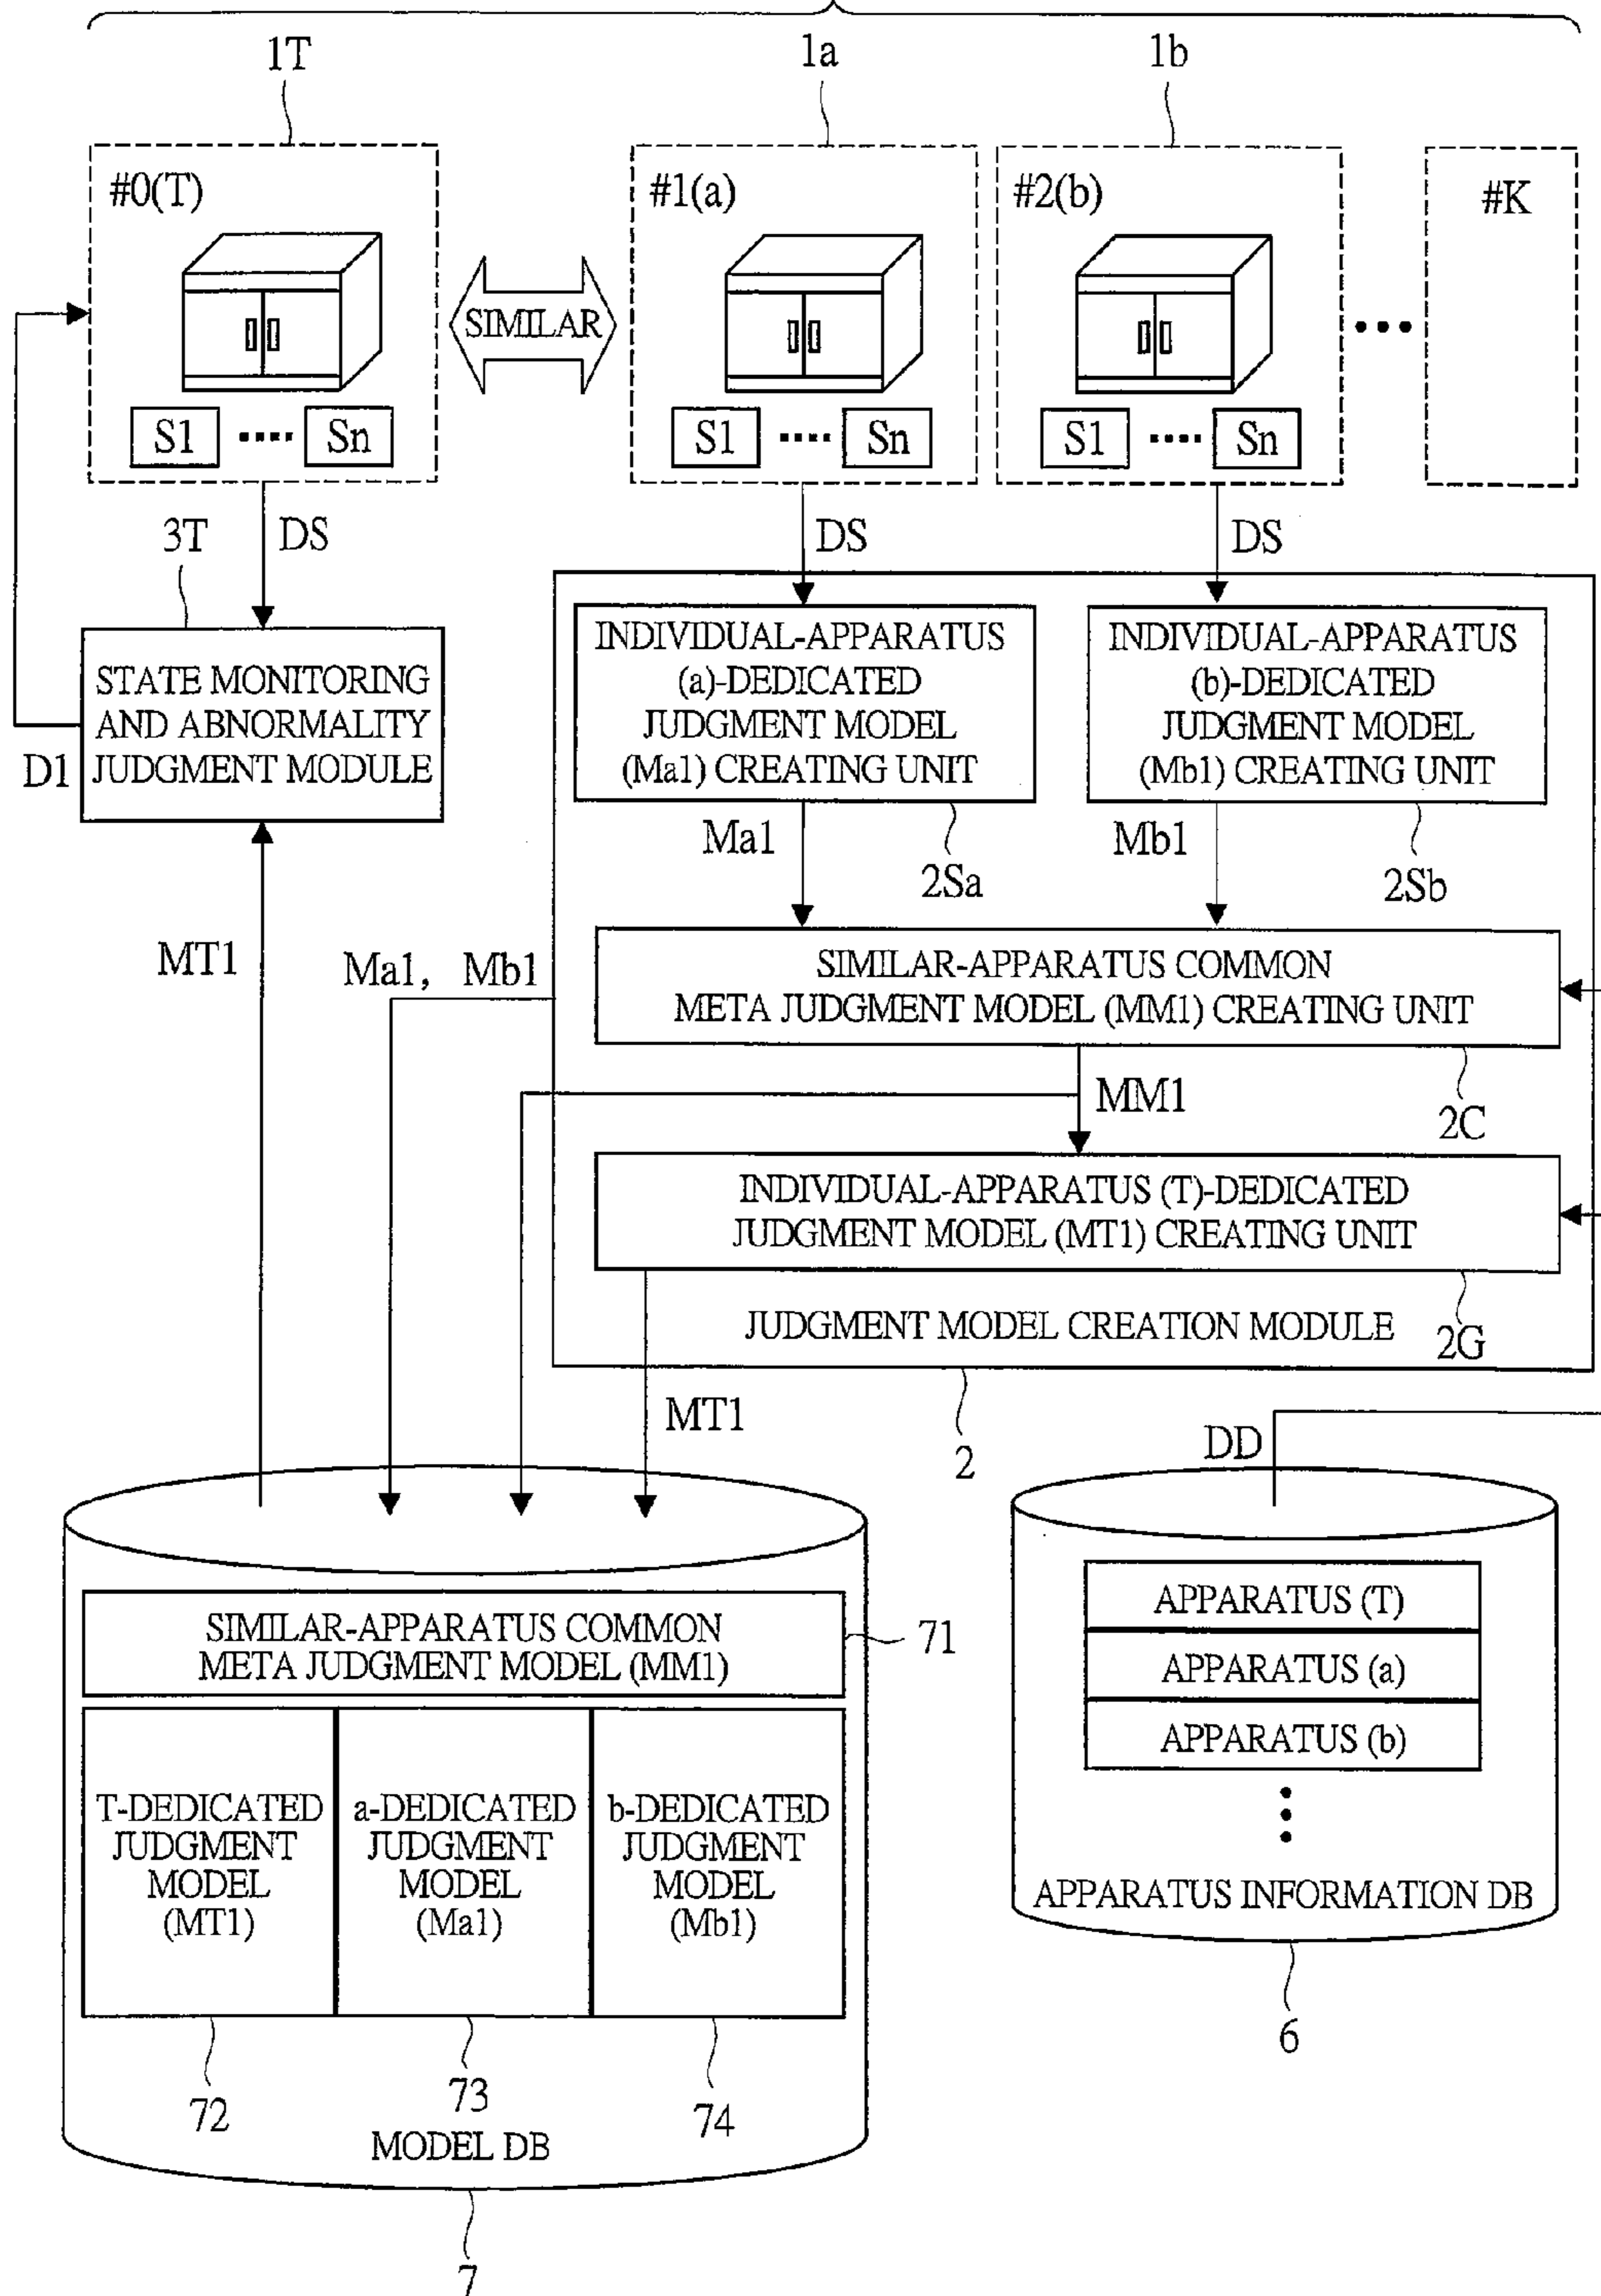 1T
1a
1b
#0(T)
#1(a)
#2(b)
#K
SIMILAR
S1
Sn
S1
Sn
S1
Sn
3T
DS
DS
DS
STATE MONITORING
AND ABNORMALITY
JUDGMENT MODULE
D1
INDIVIDUAL-APPARATUS
(a)-DEDICATED
JUDGMENT MODEL
(Ma1) CREATING UNIT
INDIVIDUAL-APPARATUS
(b)-DEDICATED
JUDGMENT MODEL
(Mb1) CREATING UNIT
Ma1
2Sa
Mb1
2Sb
MT1
Ma1, Mb1
SIMILAR-APPARATUS COMMON
META JUDGMENT MODEL (MM1) CREATING UNIT
MM1
2C
INDIVIDUAL-APPARATUS (T)-DEDICATED
JUDGMENT MODEL (MT1) CREATING UNIT
JUDGMENT MODEL CREATION MODULE
2G
MT1
2
DD
SIMILAR-APPARATUS COMMON
META JUDGMENT MODEL (MM1)
71
T-DEDICATED
JUDGMENT
MODEL
(MT1)
a-DEDICATED
JUDGMENT
MODEL
(Ma1)
b-DEDICATED
JUDGMENT
MODEL
(Mb1)
72
73
74
MODEL DB
7
APPARATUS (T)
APPARATUS (a)
APPARATUS (b)
APPARATUS INFORMATION DB
6